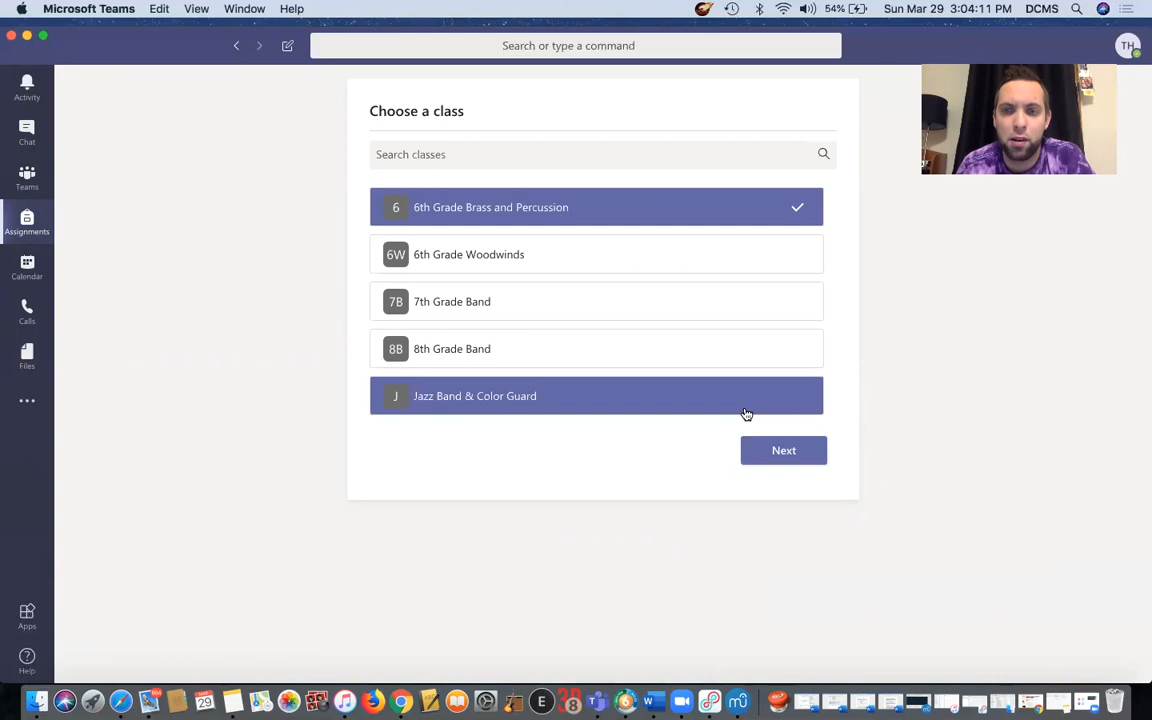 Microsoft Teams Edit View Window Help 54% Sun Mar 29 3:04:11 PM DCMS
Search or type a command
TH
Activity
Chat
Teams
Assignments
Calendar
Calls
Files
Apps
Help
Choose a class
Search classes
6 6th Grade Brass and Percussion
6W 6th Grade Woodwinds
7B 7th Grade Band
8B 8th Grade Band
J Jazz Band & Color Guard
Next